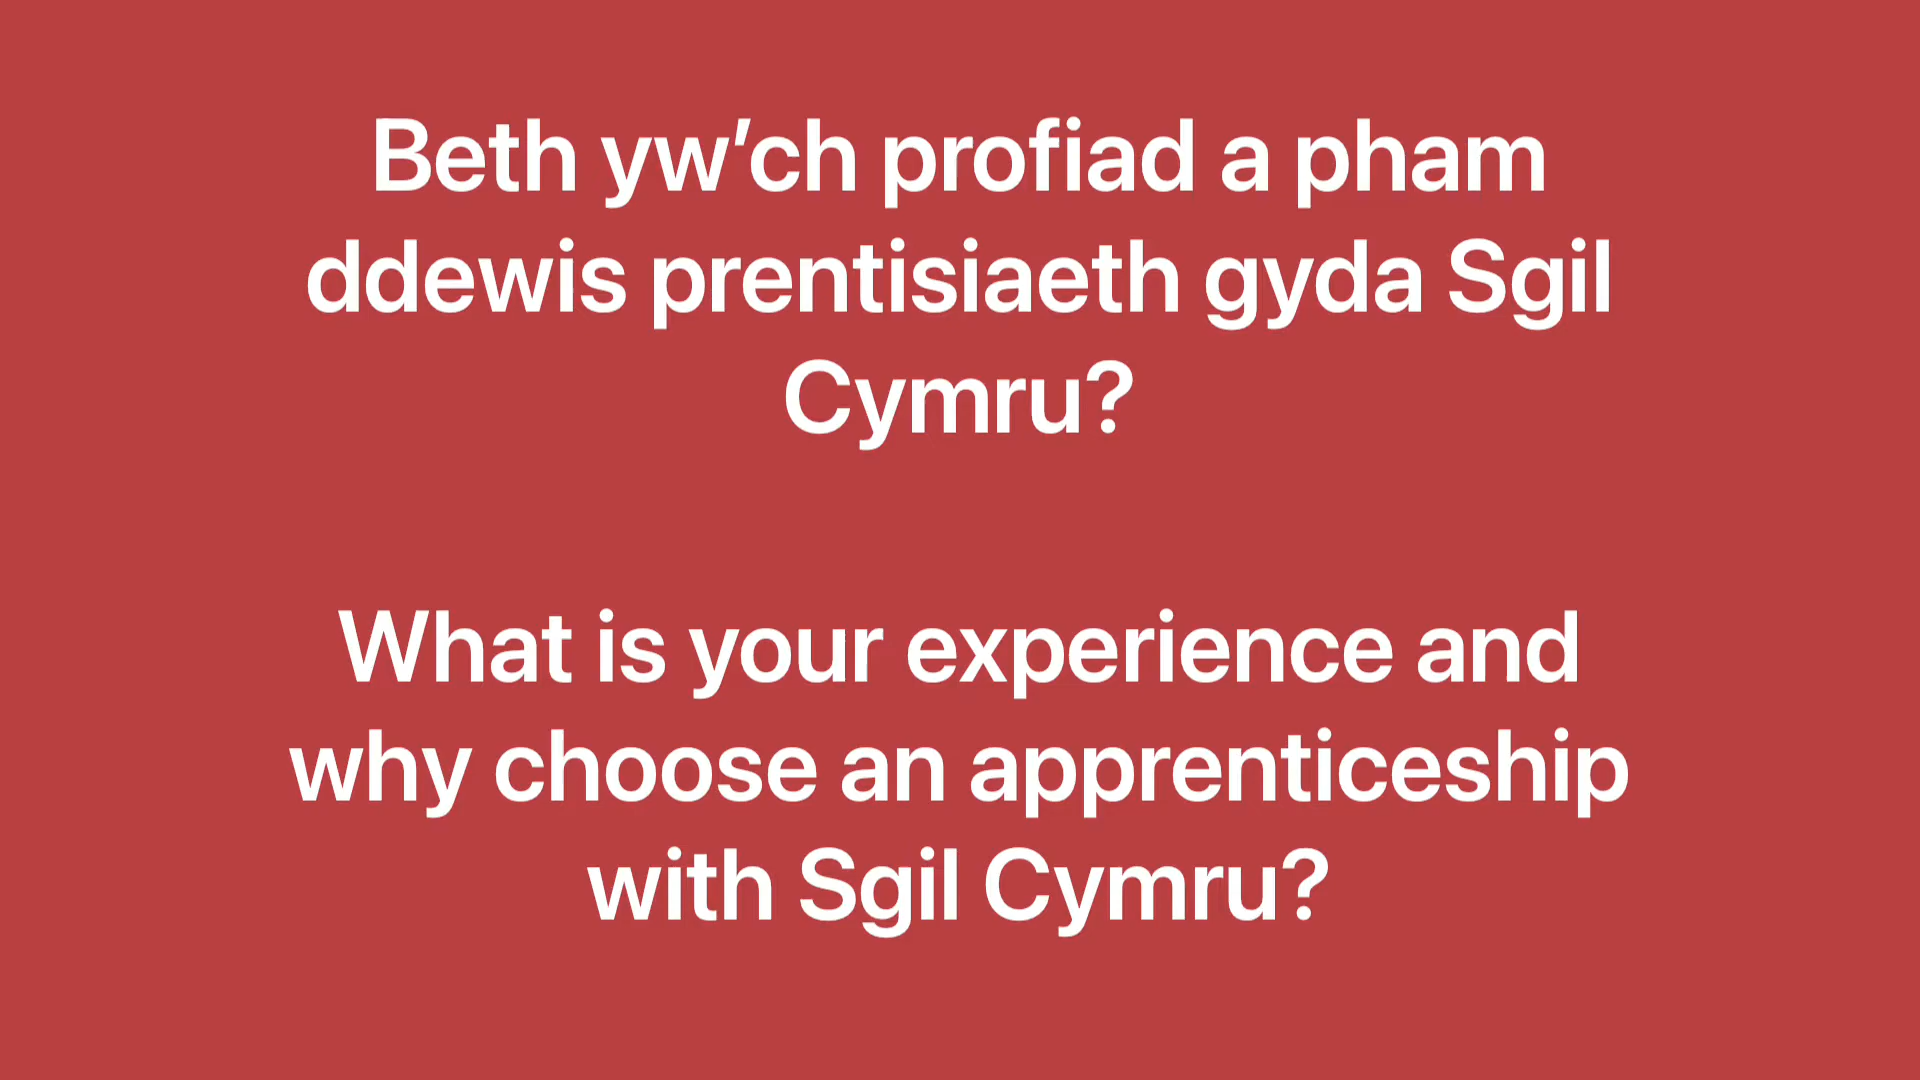 Beth yw’ch profiad a pham
ddewis prentisiaeth gyda Sgil
Cymru?
What is your experience and
why choose an apprenticeship
with Sgil Cymru?